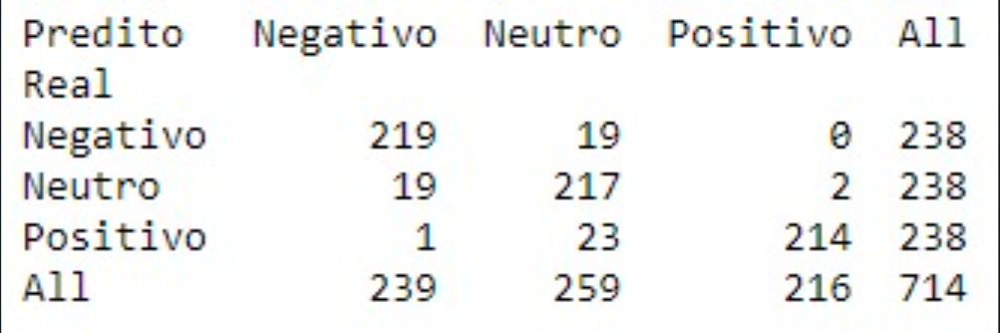 Predito Negativo Neutro Positivo All
Real
Negativo 219 19 0 238
Neutro 19 217 2 238
Positivo 1 23 214 238
All 239 259 216 714